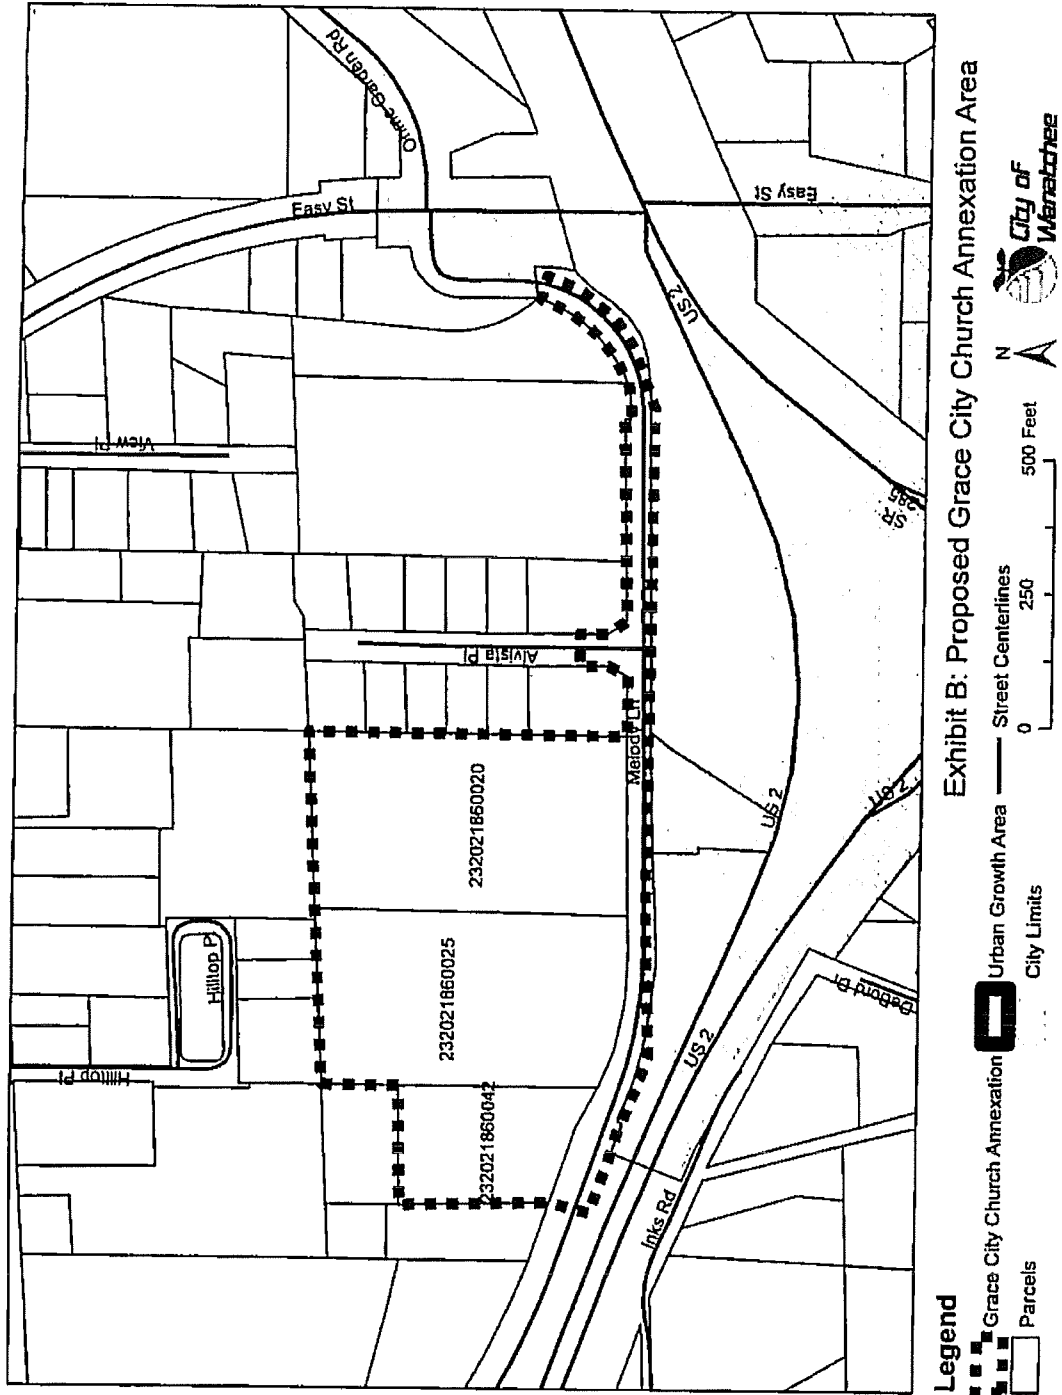 Ohme Garden Rd
Easy St
View Pl
Alvista Pl
Easy St
US 2
SR 285
Melody Ln
232021860020
232021860025
232021860042
Hilltop Pl
Hilltop Pl
US 2
US 2
US 2
DeBord Dr
Inks Rd
Exhibit B: Proposed Grace City Church Annexation Area
Legend
Grace City Church Annexation
Urban Growth Area
Street Centerlines
Parcels
City Limits
0 250 500 Feet
N
City of
Wenatchee